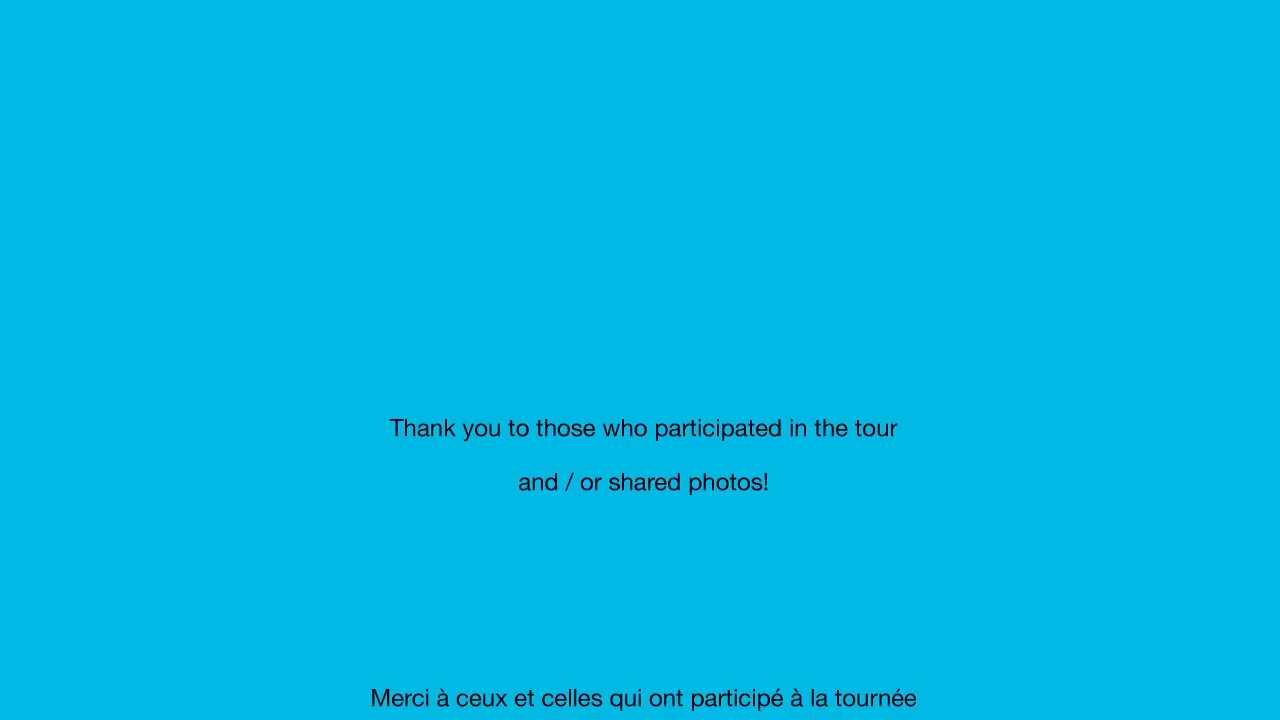 Thank you to those who participated in the tour
and / or shared photos!
Merci à ceux et celles qui ont participé à la tournée